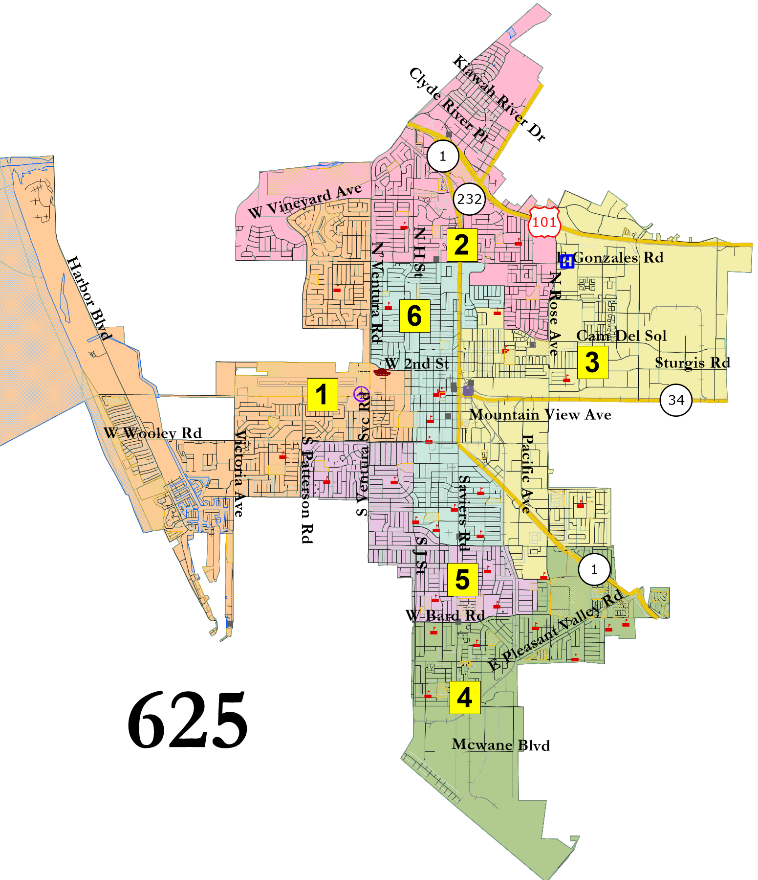 Kiawah River Dr
Clyde River Pl
1
232
101
W Vineyard Ave
2
N H St
Gonzales Rd
H
N Ventura Rd
N Rose Ave
Harbor Blvd
6
Cam Del Sol
3
Sturgis Rd
W 2nd St
1
34
Mountain View Ave
W Wooley Rd
Victoria Ave
S Patterson Rd
S Ventura Rd
Pacific Ave
Saviers Rd
S J St
1
5
W Bard Rd
E Pleasant Valley Rd
4
625
Mcwane Blvd